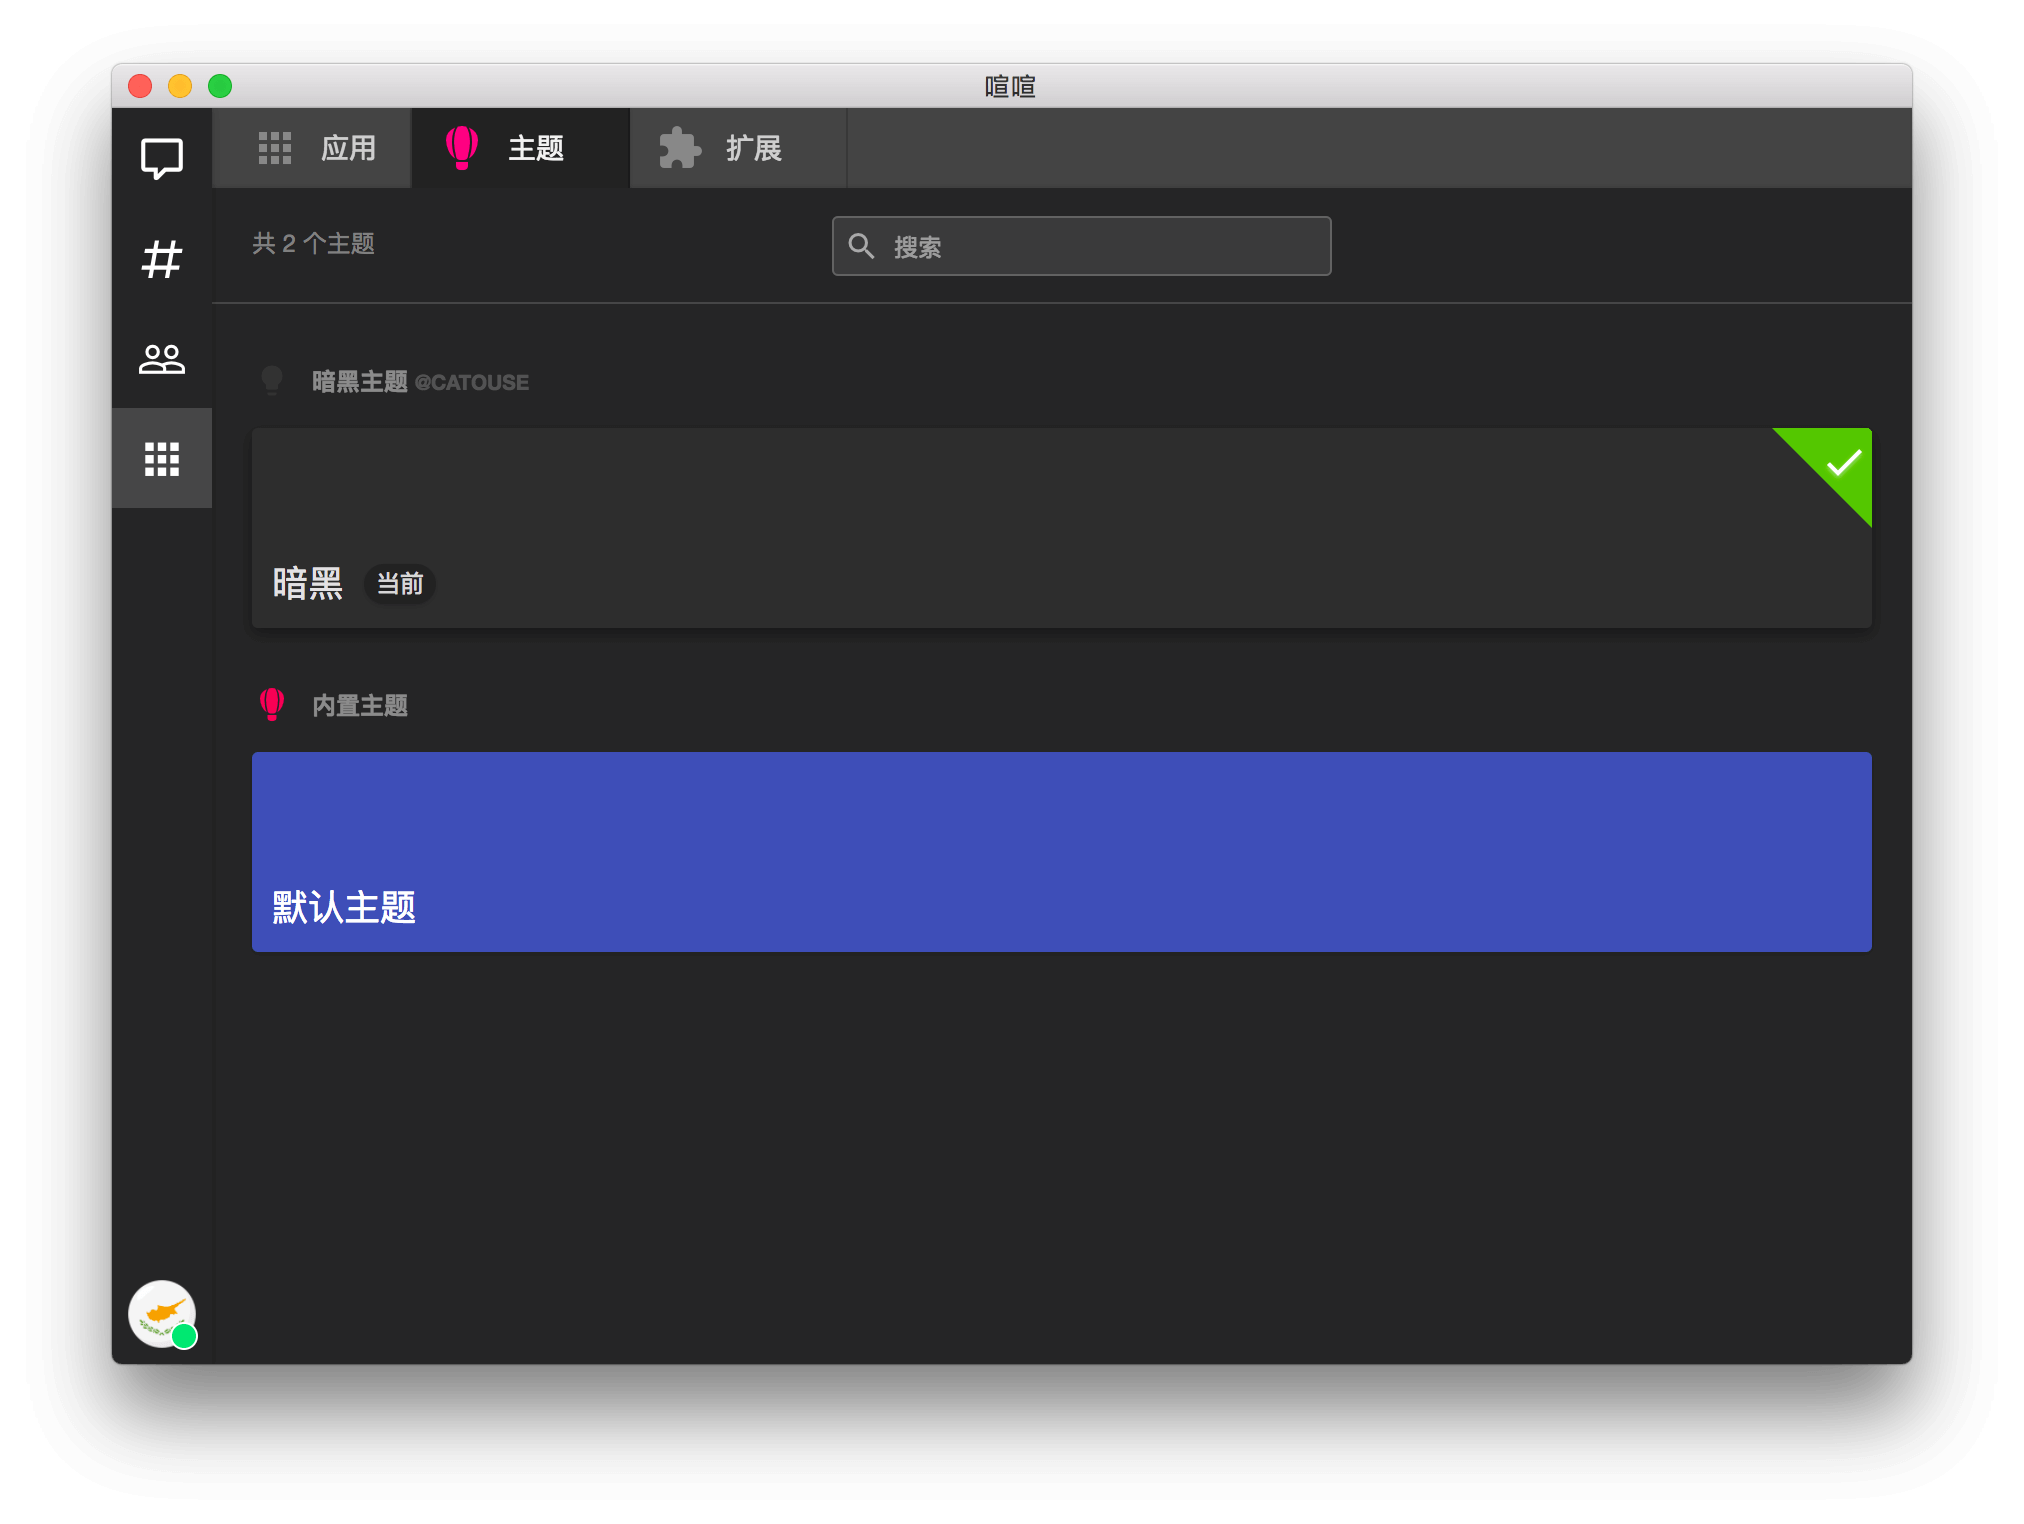 喧喧
应用
主题
扩展
共 2 个主题
搜索
暗黑主题 @CATOUSE
暗黑 当前
内置主题
默认主题